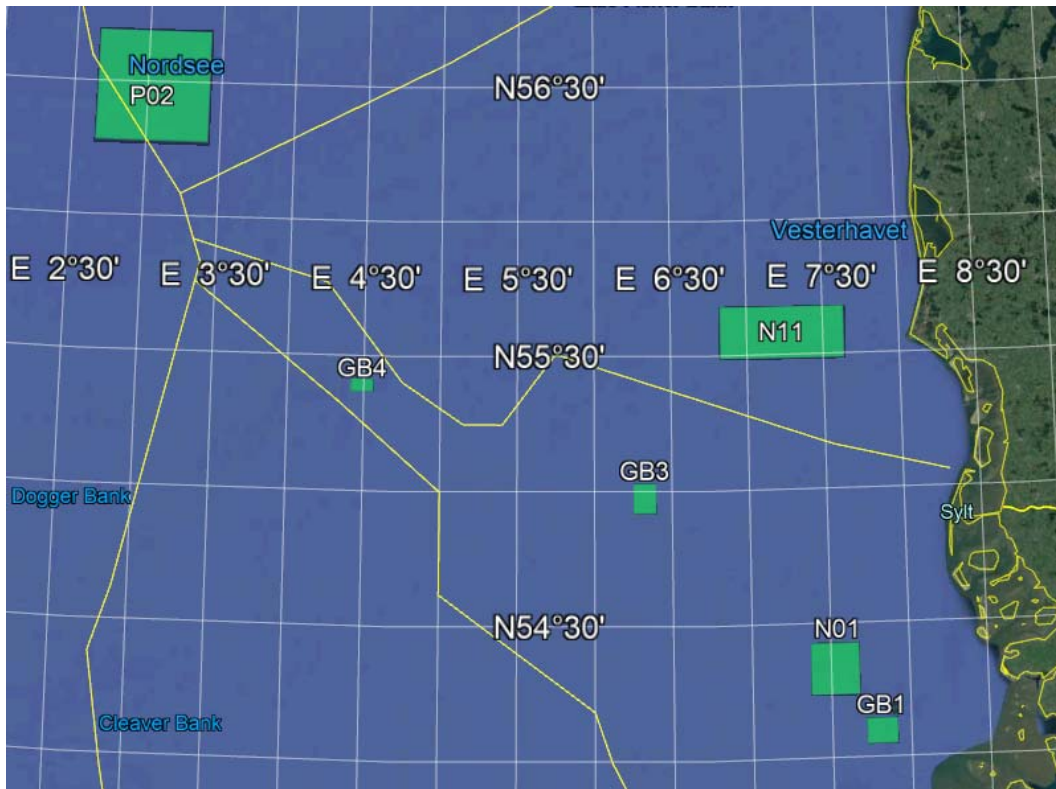 Nordsee
P02
N56°30'
Vesterhavet
E 2°30'
E 3°30'
E 4°30'
E 5°30'
E 6°30'
E 7°30'
E 8°30'
N11
N55°30'
GB4
GB3
Dogger Bank
Sylt
N54°30'
N01
GB1
Cleaver Bank